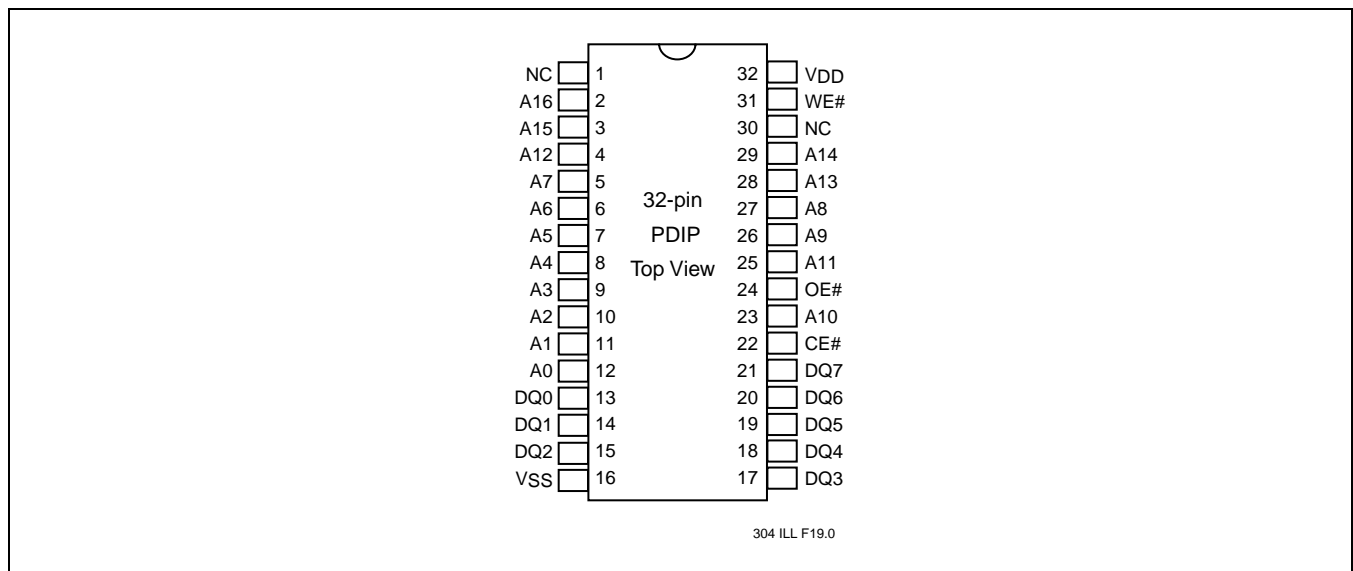 NC 1 32 VDD
A16 2 31 WE#
A15 3 30 NC
A12 4 29 A14
A7 5 28 A13
A6 6 32-pin 27 A8
A5 7 PDIP 26 A9
A4 8 Top View 25 A11
A3 9 24 OE#
A2 10 23 A10
A1 11 22 CE#
A0 12 21 DQ7
DQ0 13 20 DQ6
DQ1 14 19 DQ5
DQ2 15 18 DQ4
VSS 16 17 DQ3
304 ILL F19.0